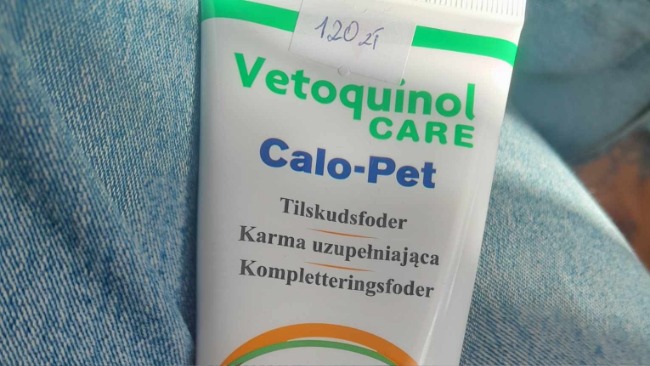 120 zł
Vetoquinol
CARE
Calo-Pet
Tilskudsfoder
Karma uzupełniająca
Kompletteringsfoder